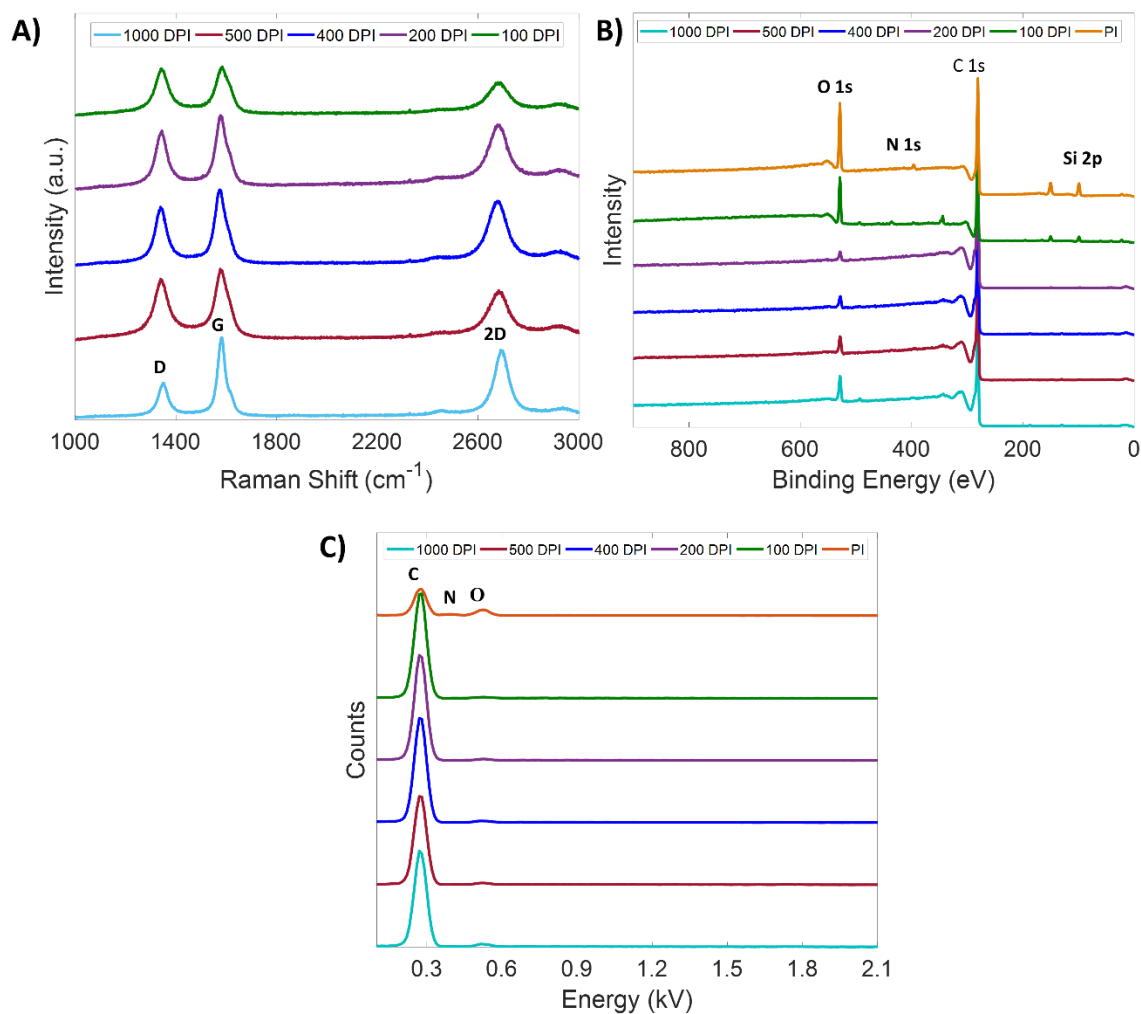 A)
1000 DPI 500 DPI 400 DPI 200 DPI 100 DPI
Intensity (a.u.)
D
G
2D
1000 1400 1800 2200 2600 3000
Raman Shift (cm⁻¹)
B)
1000 DPI 500 DPI 400 DPI 200 DPI 100 DPI PI
Intensity
O 1s
N 1s
C 1s
Si 2p
800 600 400 200 0
Binding Energy (eV)
C)
1000 DPI 500 DPI 400 DPI 200 DPI 100 DPI PI
Counts
C
N
O
0.3 0.6 0.9 1.2 1.5 1.8 2.1
Energy (kV)